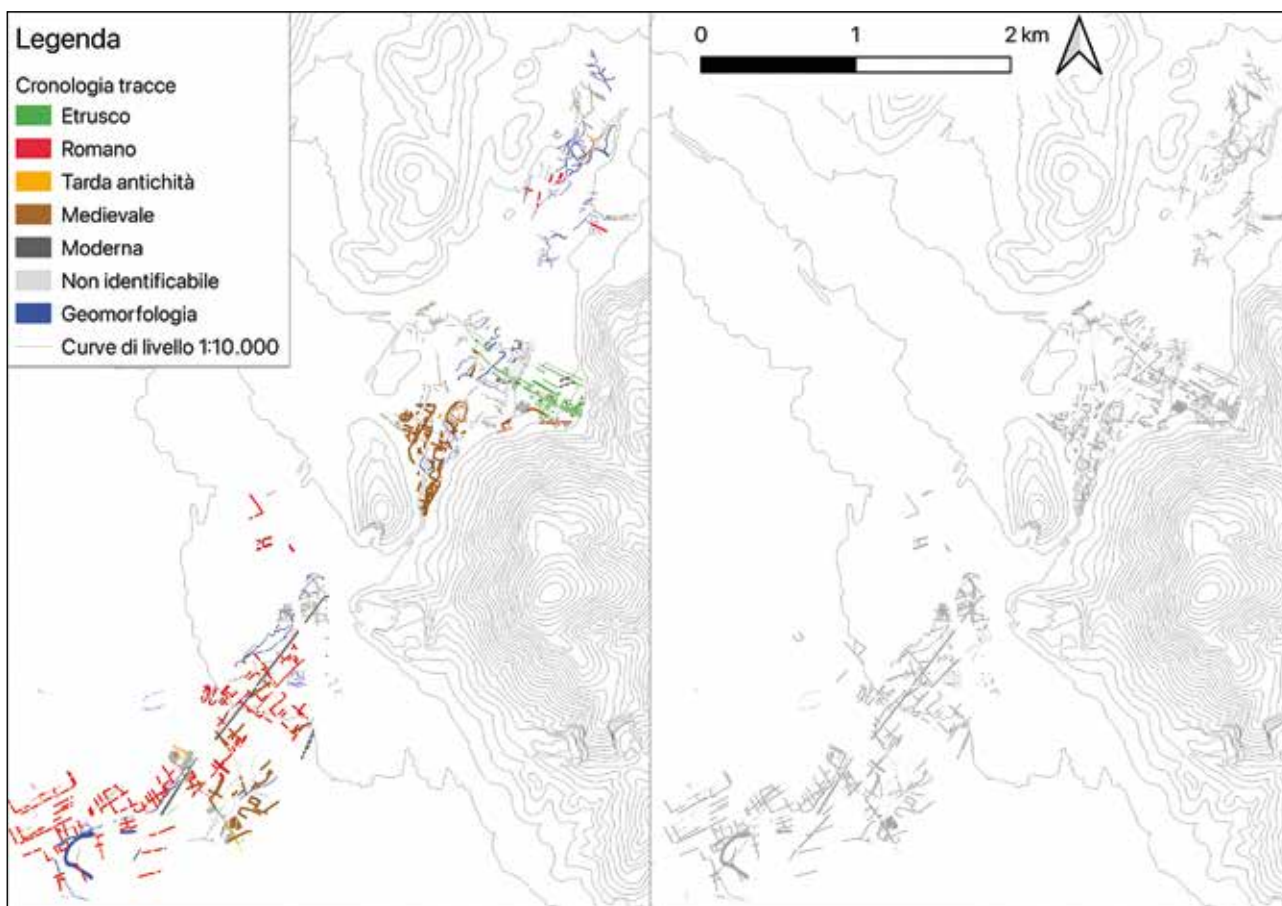 Legenda
Cronologia tracce
Etrusco
Romano
Tarda antichità
Medievale
Moderna
Non identificabile
Geomorfologia
Curve di livello 1:10.000
0 1 2 km